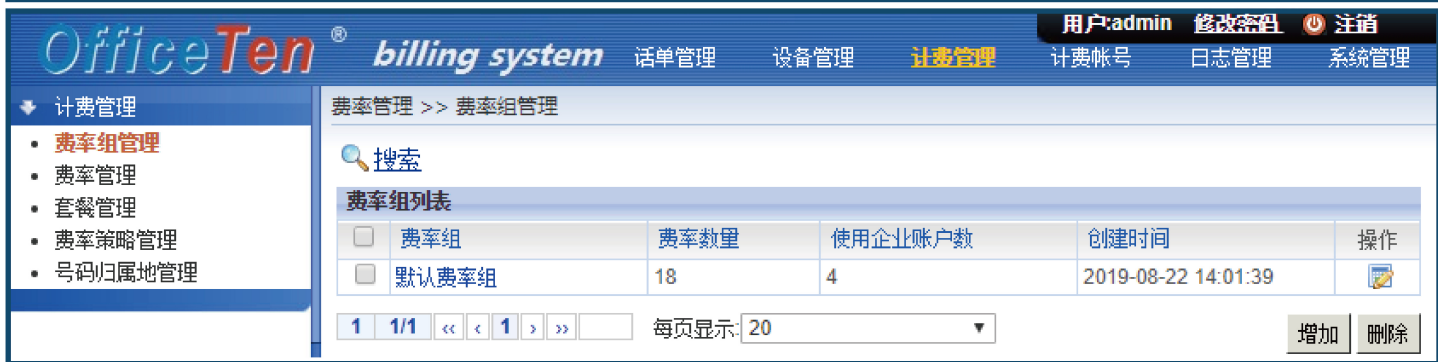 用户:admin 修改密码 注销
OfficeTen ® billing system 话单管理 设备管理 计费管理 计费帐号 日志管理 系统管理
计费管理
费率组管理
费率管理
套餐管理
费率策略管理
号码归属地管理
费率管理 >> 费率组管理
搜索
费率组列表
费率组 费率数量 使用企业账户数 创建时间 操作
默认费率组 18 4 2019-08-22 14:01:39
1 1/1 << < 1 > >> 每页显示: 20
增加 删除